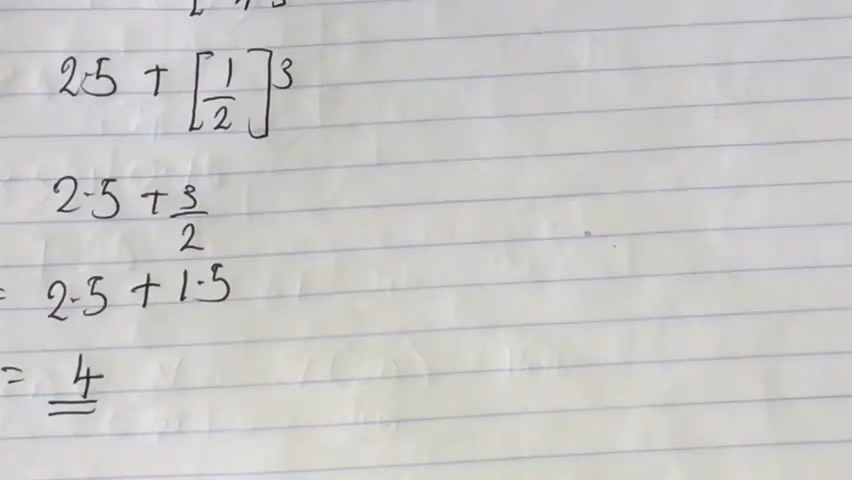 2.5 + [1/2]3
2.5 + 3/2
= 2.5 + 1.5
= 4